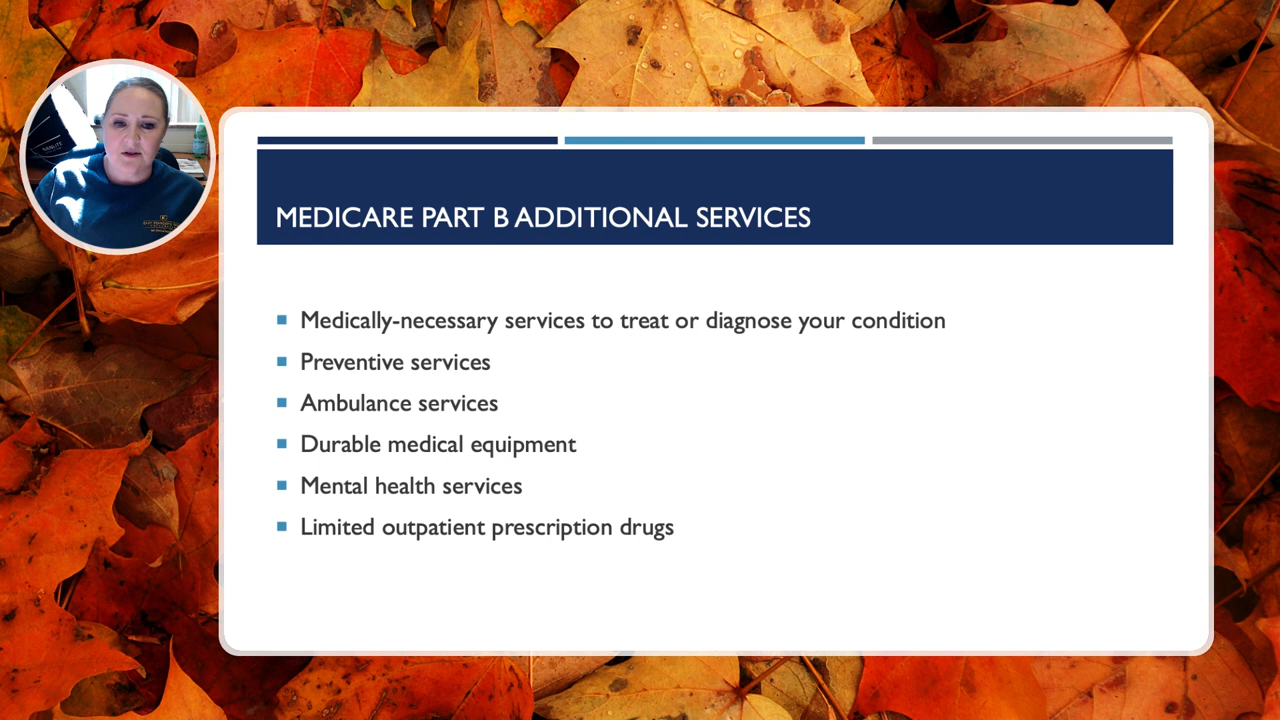 MEDICARE PART B ADDITIONAL SERVICES
Medically-necessary services to treat or diagnose your condition
Preventive services
Ambulance services
Durable medical equipment
Mental health services
Limited outpatient prescription drugs